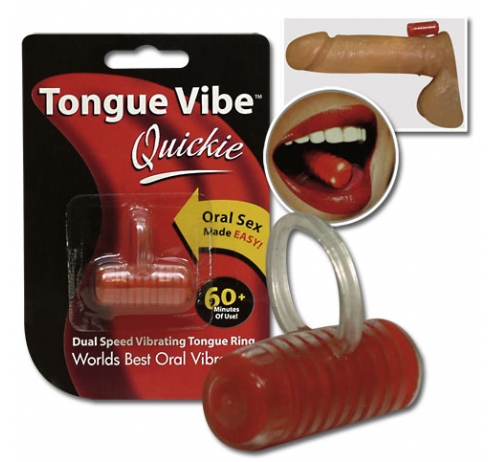 Tongue Vibe™
Quickie
Oral Sex
Made EASY!
60+
Minutes
Of Use!
Dual Speed Vibrating Tongue Ring
Worlds Best Oral